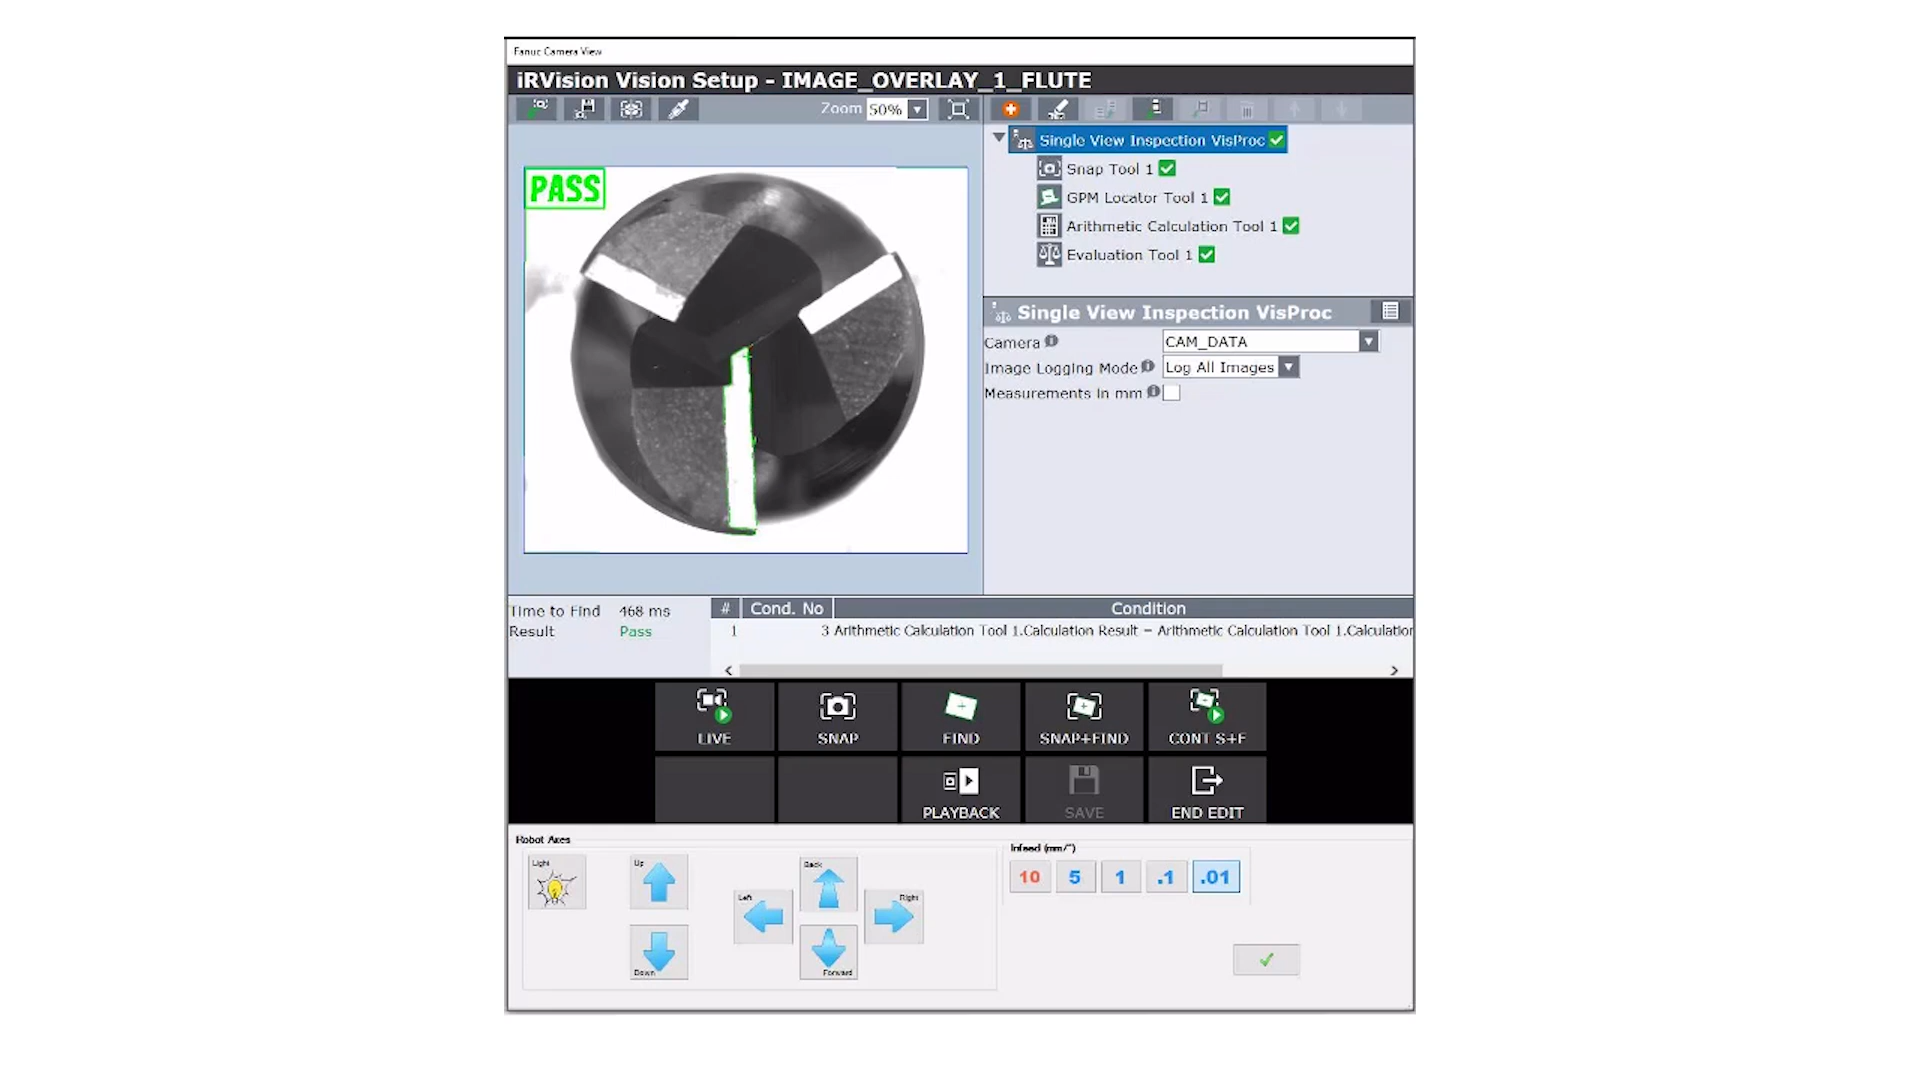 Fanuc Camera View
iRVision Vision Setup - IMAGE_OVERLAY_1_FLUTE
Zoom 50%
PASS
Single View Inspection VisProc
Snap Tool 1
GPM Locator Tool 1
Arithmetic Calculation Tool 1
Evaluation Tool 1
Single View Inspection VisProc
Camera CAM_DATA
Image Logging Mode Log All Images
Measurements in mm
Time to Find 468 ms
Result Pass
# Cond. No Condition
1 3 Arithmetic Calculation Tool 1.Calculation Result - Arithmetic Calculation Tool 1.Calculation
LIVE SNAP FIND SNAP+FIND CONT S+F
PLAYBACK SAVE END EDIT
Robot Axes
Light
Up
Down
Left
Back
Right
Forward
Infeed (mm/")
10 5 1 .1 .01